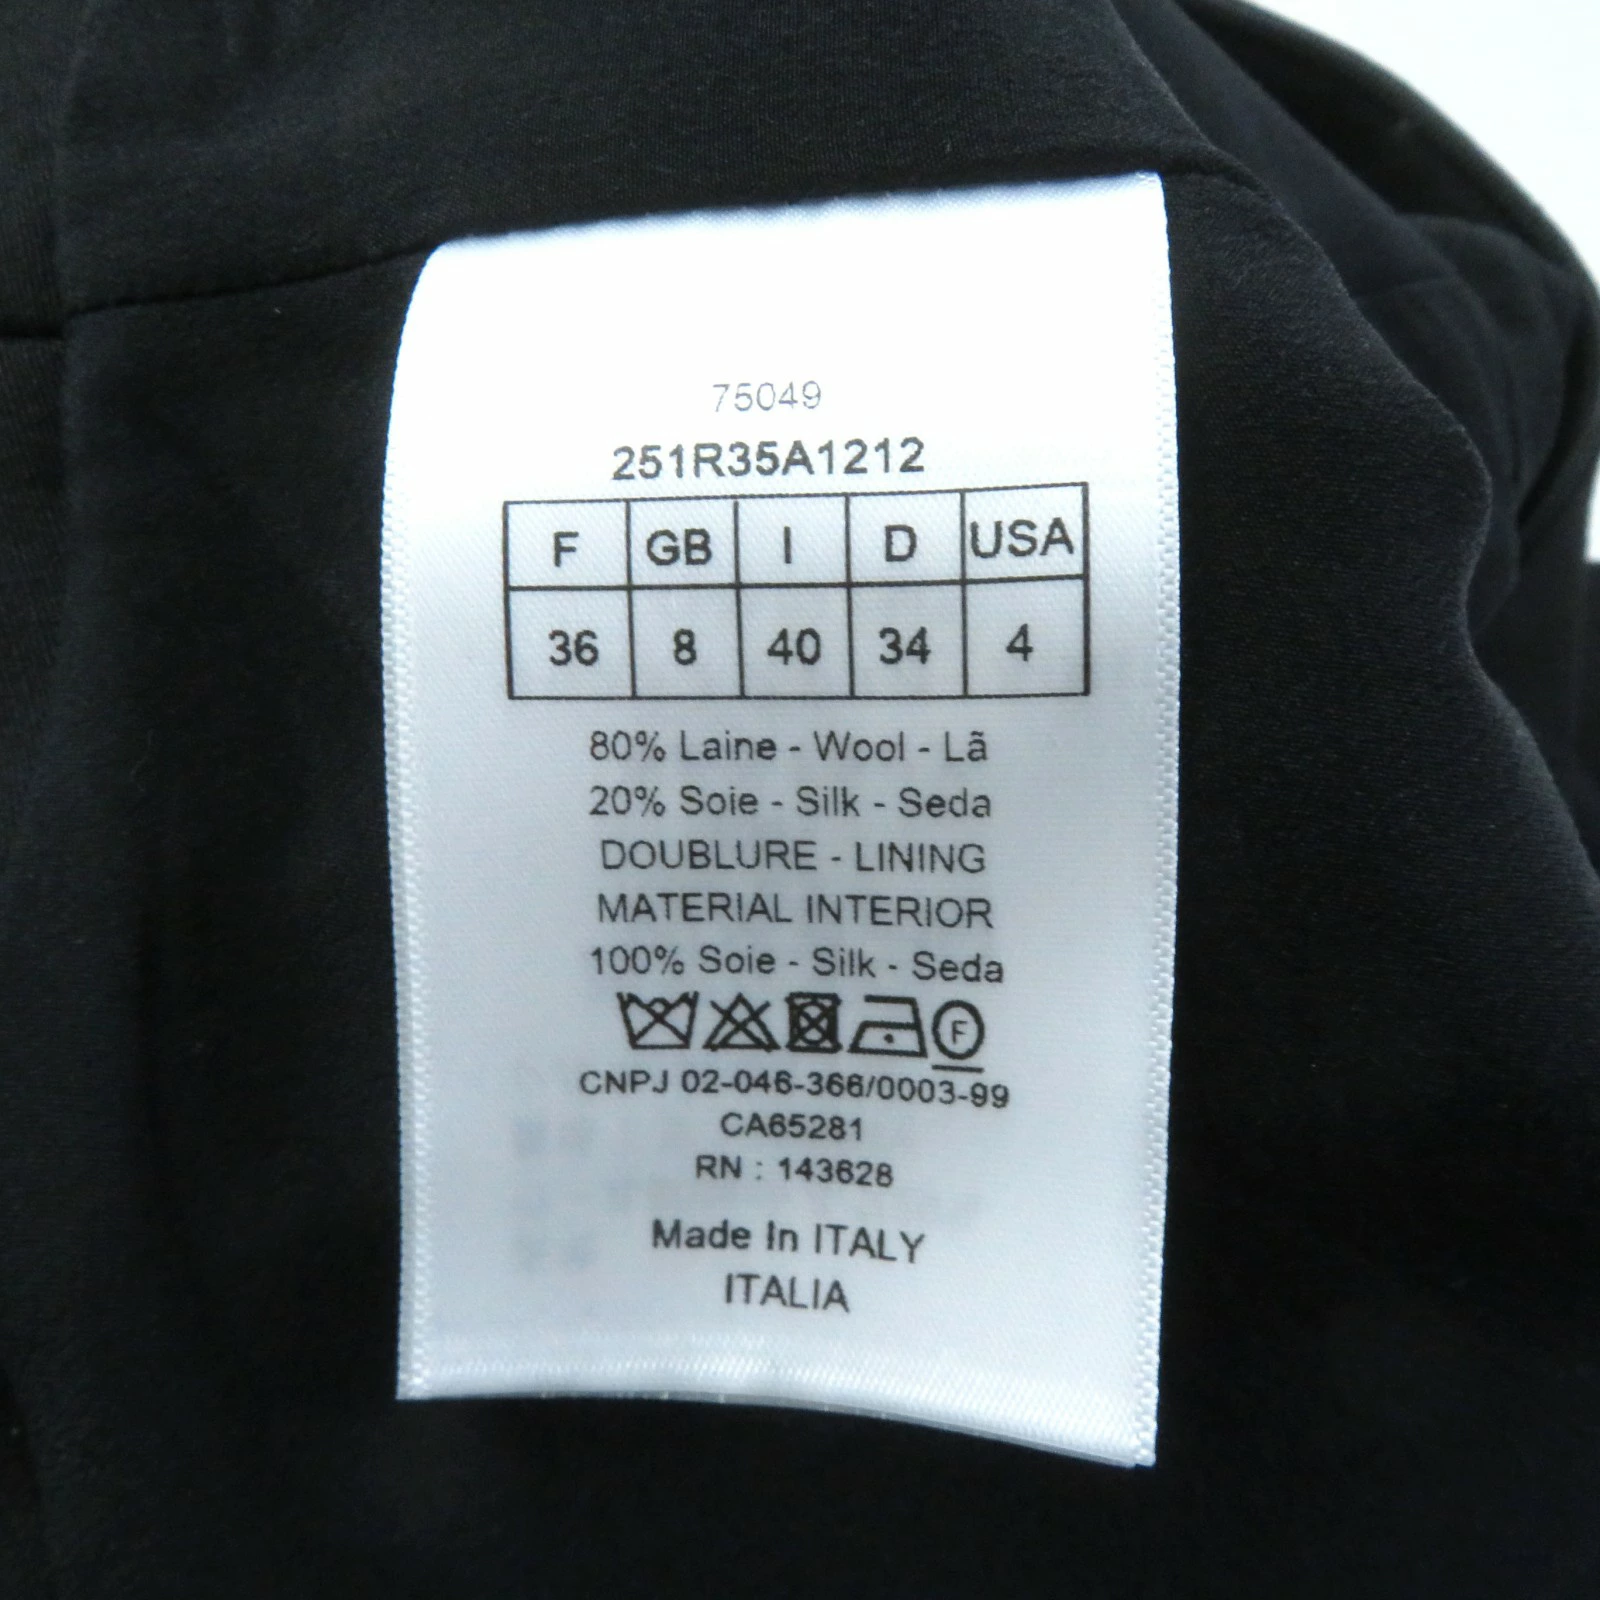 75049
251R35A1212
F GB I D USA
36 8 40 34 4
80% Laine - Wool - Lã
20% Soie - Silk - Seda
DOUBLURE - LINING
MATERIAL INTERIOR
100% Soie - Silk - Seda
F
CNPJ 02-046-366/0003-99
CA65281
RN : 143628
Made In ITALY
ITALIA